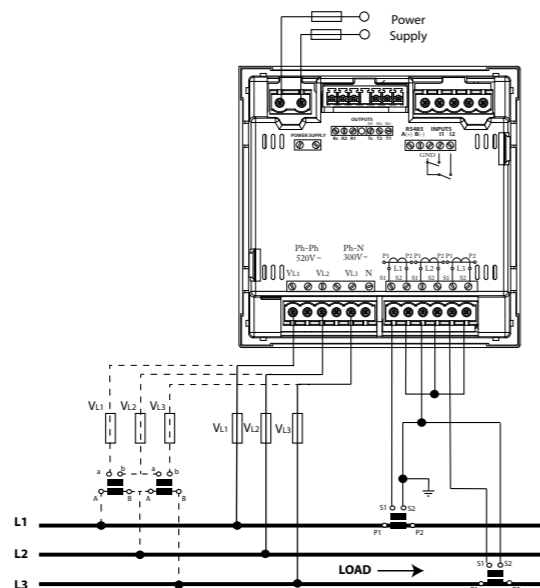 Power
Supply
OUTPUTS
POWER SUPPLY
Rc R2 R1 Tc T2 T1
RS485 INPUTS
A(+) B(-) I1 I2
GND
Ph-Ph Ph-N
520V~ 300V~
P1 P2 P1 P2 P1 P2
L1 L2 L3
VL1 VL2 VL3 N
S1 S2 S1 S2 S1 S2
VL1 VL2 VL3 VL1 VL2 VL3
a b a b
A B A B
S1 S2
L1
P1 P2
L2
S1 S2
LOAD
L3